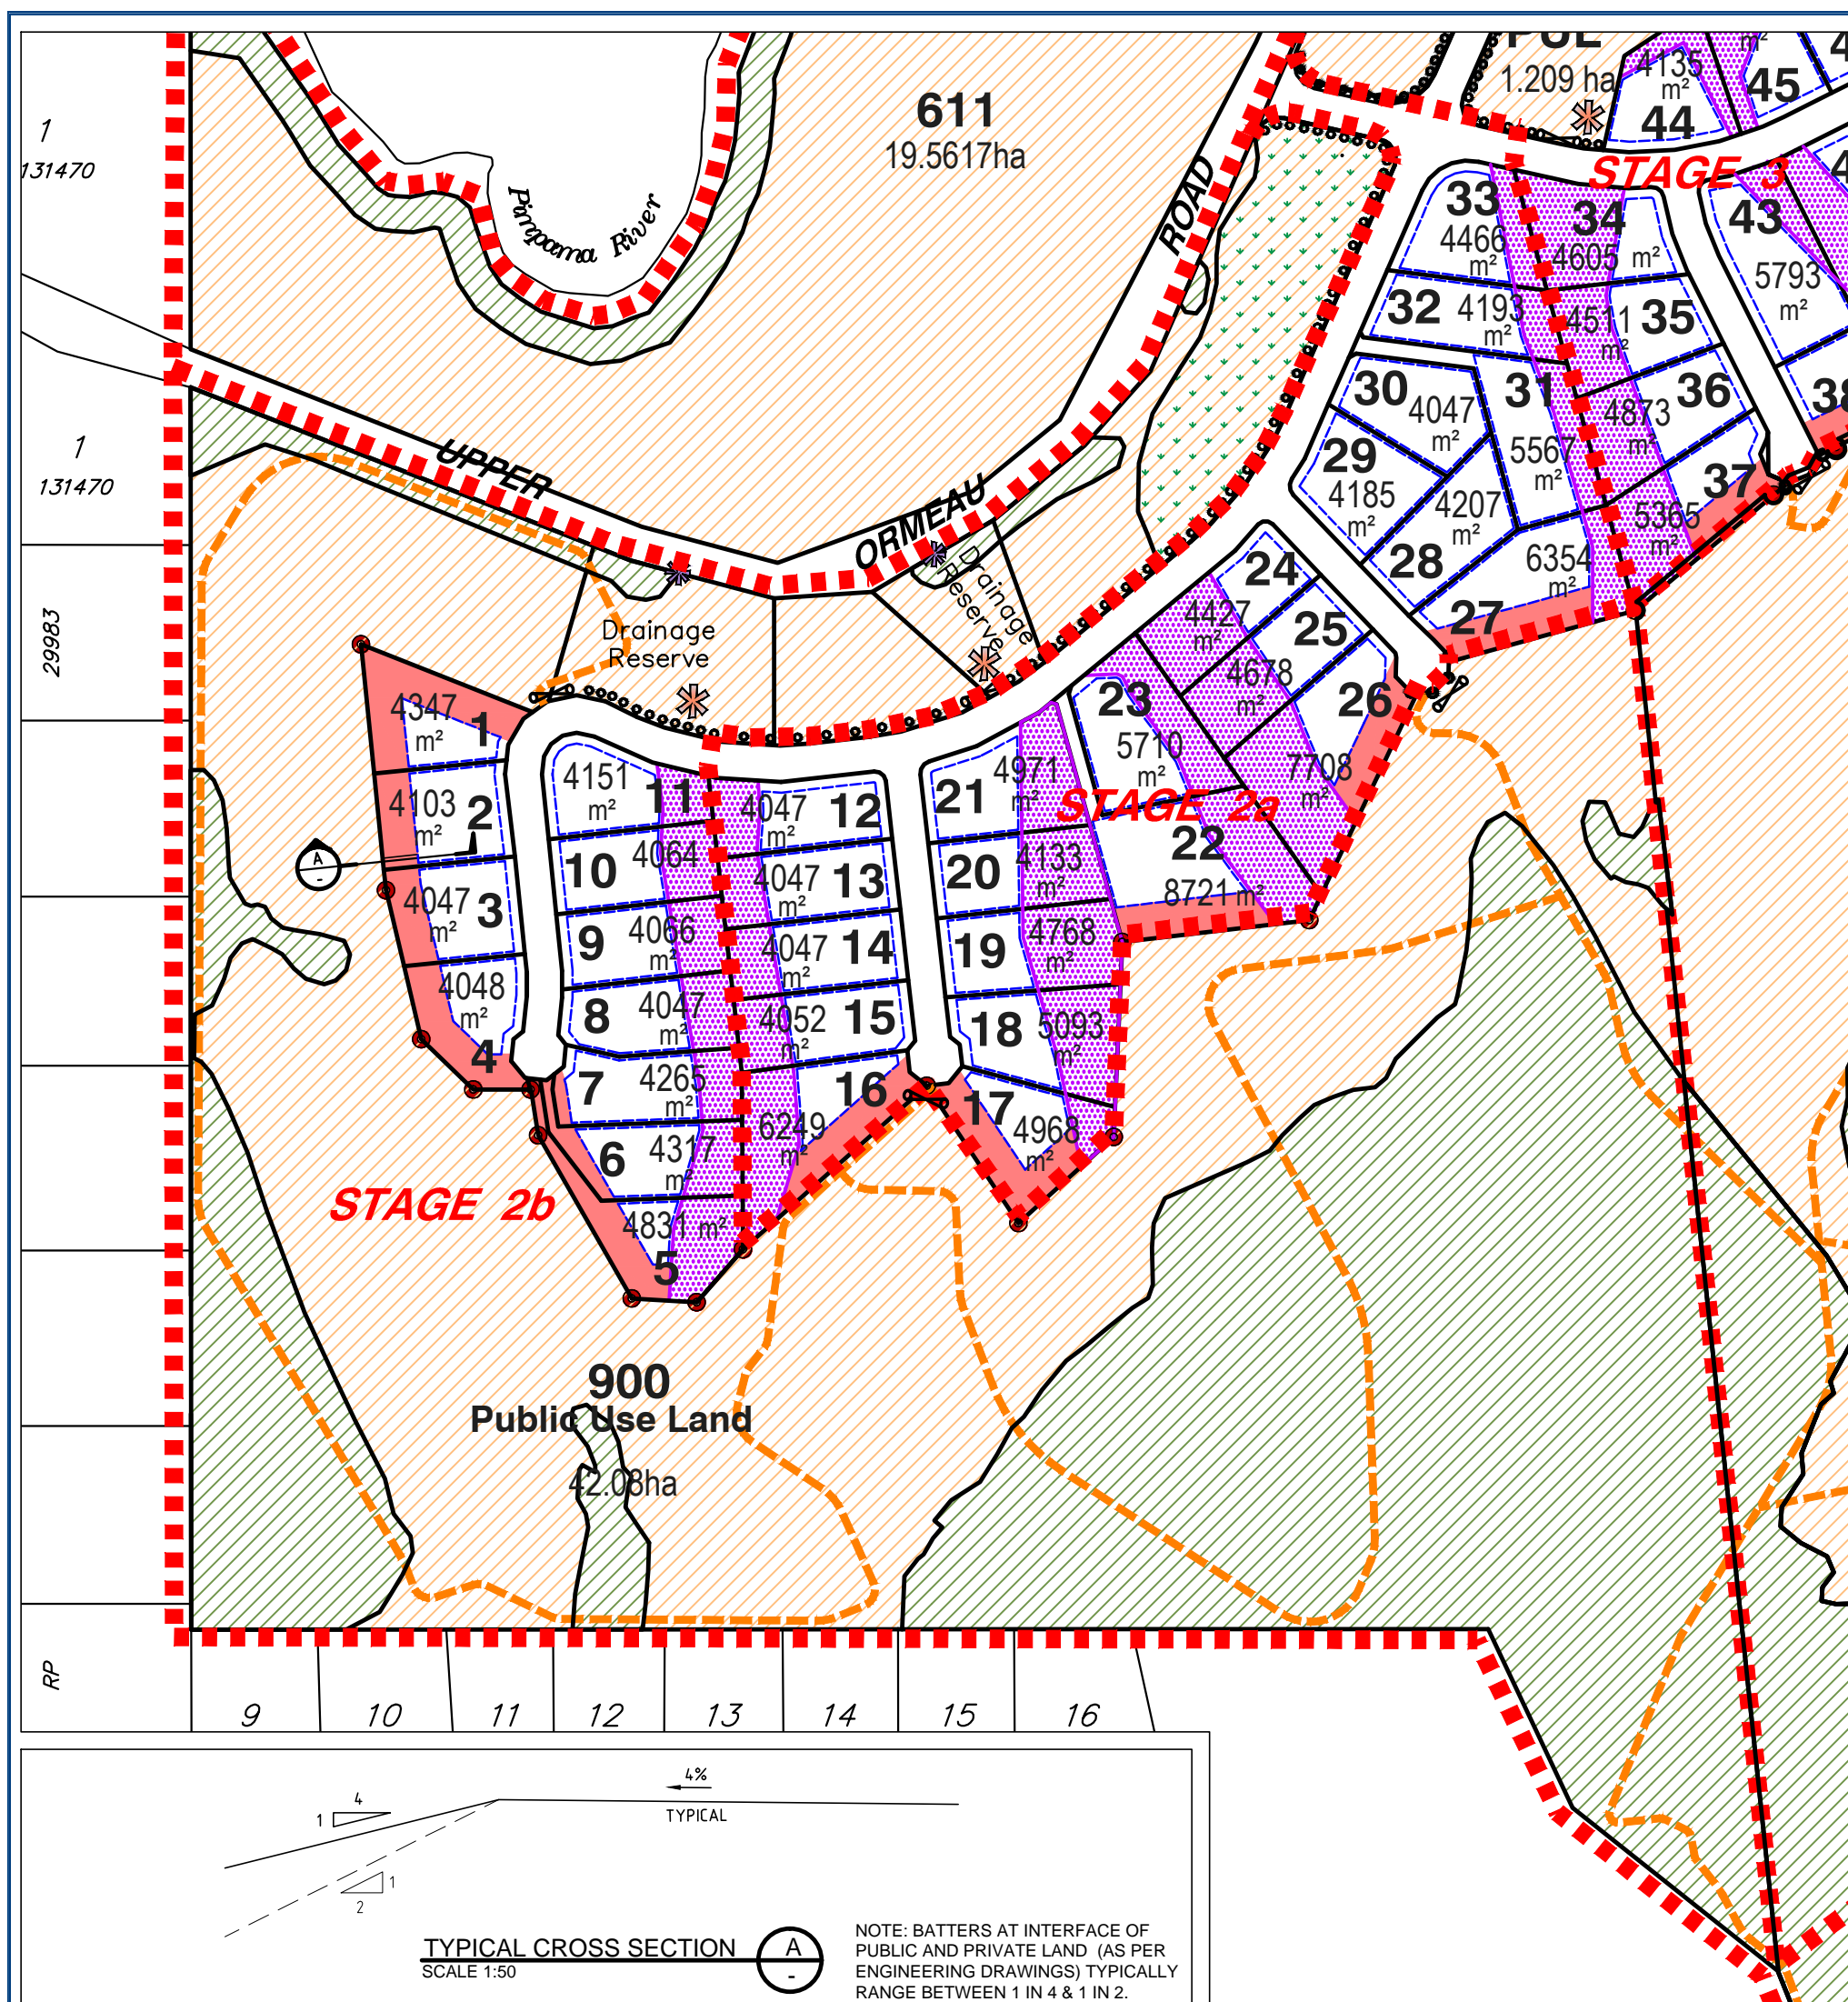 PUL
1.209 ha
4135
m²
44
m²
45
611
19.5617ha
1
131470
Pimpama River
ROAD
STAGE 3
33
4466
m²
34
4605 m²
43
5793
m²
32 4193
m²
4511 35
m²
30 4047
m²
31
5567
m²
36
4873
m²
38
29
4185
m²
4207
m²
37
5365
m²
28
6354
m²
27
1
131470
UPPER
ORMEAU
Drainage
Reserve
Drainage
Reserve
29983
24
4427
m²
25
4678
m²
26
7708
m²
23
5710
m²
STAGE 2a
22
8721 m²
4347
m²
1
4103
m²
2
A
-
4047
m²
3
4048
m²
4
4151
m²
11
4047
m²
12
21 4971
m²
10 4064
4047
m²
13
20 4133
m²
9 4066
m²
4047
m²
14
19 4768
m²
8 4047
m²
4052
m²
15
18 5093
m²
7 4265
m²
16
6249
m²
17
4968
m²
6 4317
m²
4831 m²
5
STAGE 2b
900
Public Use Land
42.08ha
RP
9 10 11 12 13 14 15 16
4%
TYPICAL
4
1
1
2
TYPICAL CROSS SECTION
SCALE 1:50
A
-
NOTE: BATTERS AT INTERFACE OF
PUBLIC AND PRIVATE LAND (AS PER
ENGINEERING DRAWINGS) TYPICALLY
RANGE BETWEEN 1 IN 4 & 1 IN 2.